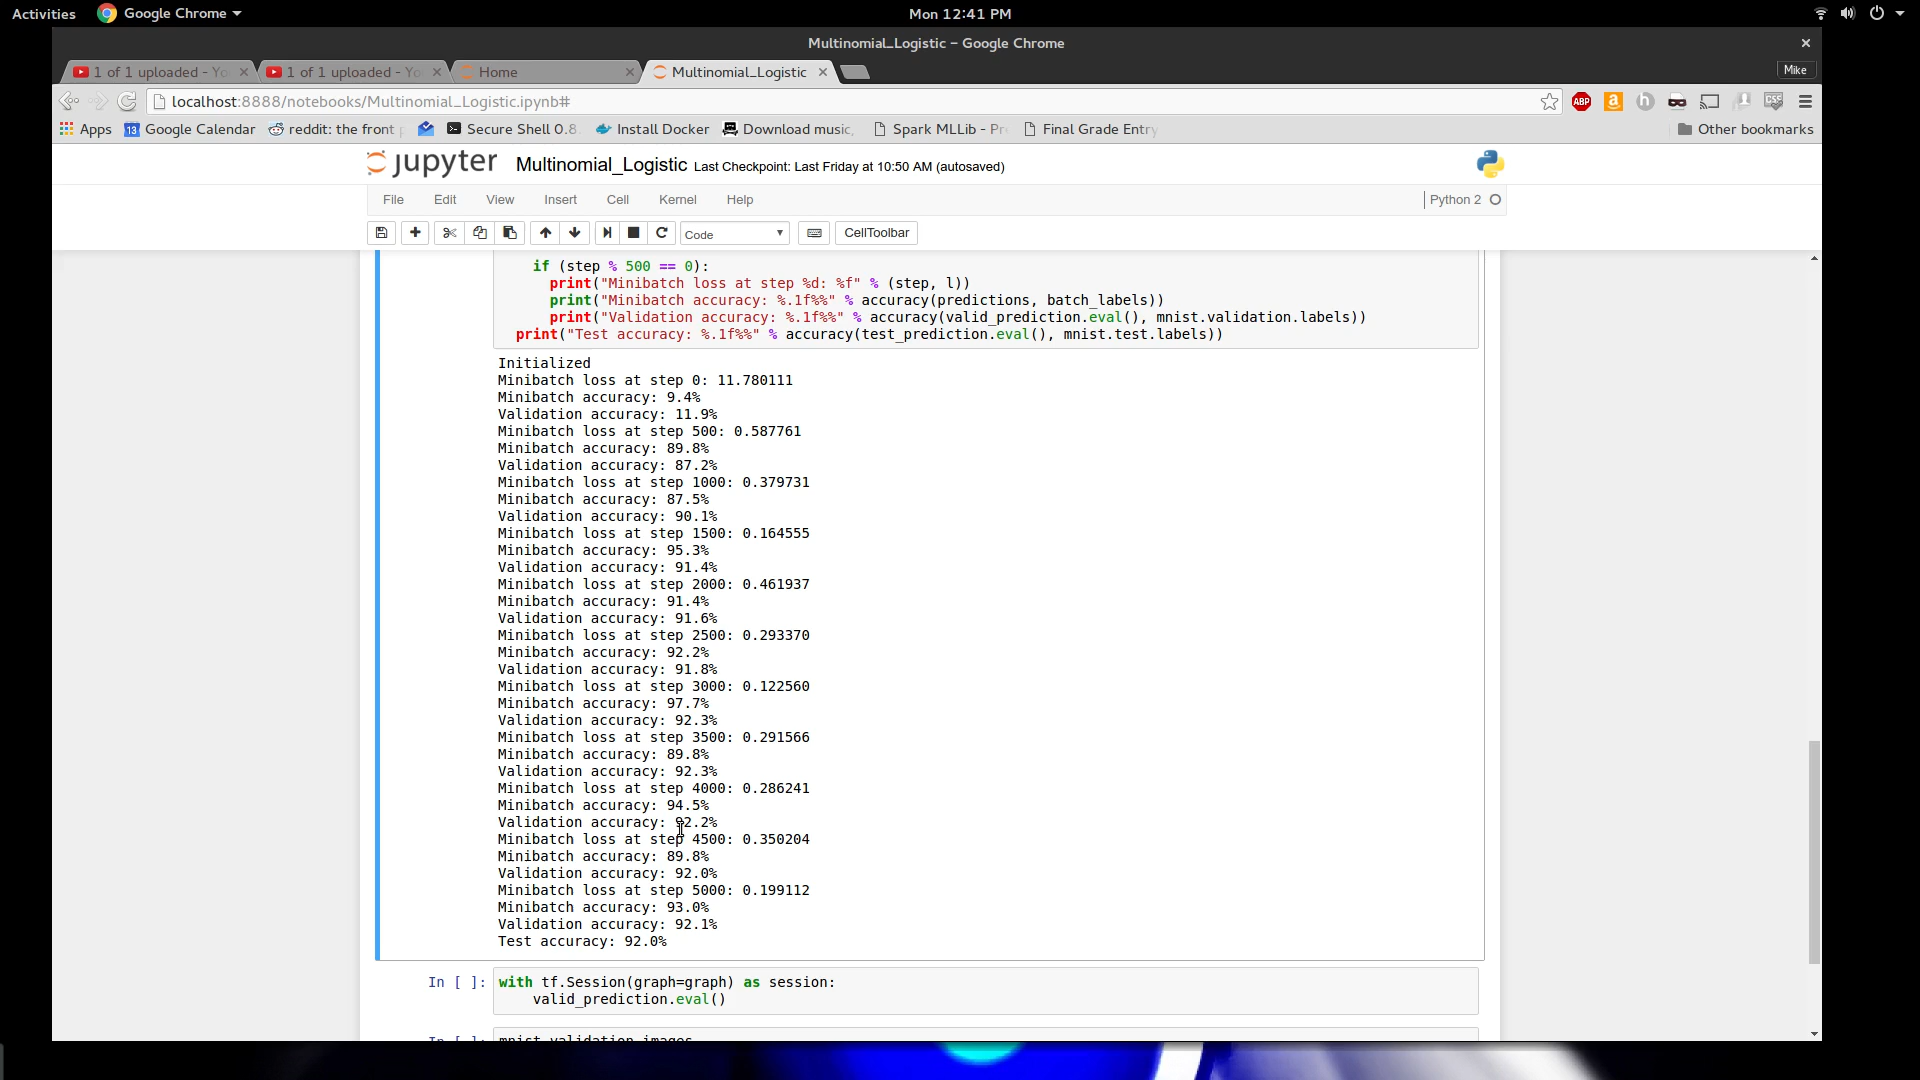 Activities Google Chrome Mon 12:41 PM
Multinomial_Logistic – Google Chrome
1 of 1 uploaded - Yo 1 of 1 uploaded - Yo Home Multinomial_Logistic Mike
localhost:8888/notebooks/Multinomial_Logistic.ipynb# ABP a h CSS
Apps 13 Google Calendar reddit: the front Secure Shell 0.8. Install Docker Download music, Spark MLLib - Pr Final Grade Entry Other bookmarks
jupyter Multinomial_Logistic Last Checkpoint: Last Friday at 10:50 AM (autosaved)
File Edit View Insert Cell Kernel Help Python 2
Code CellToolbar
if (step % 500 == 0):
print("Minibatch loss at step %d: %f" % (step, l))
print("Minibatch accuracy: %.1f%%" % accuracy(predictions, batch_labels))
print("Validation accuracy: %.1f%%" % accuracy(valid_prediction.eval(), mnist.validation.labels))
print("Test accuracy: %.1f%%" % accuracy(test_prediction.eval(), mnist.test.labels))
Initialized
Minibatch loss at step 0: 11.780111
Minibatch accuracy: 9.4%
Validation accuracy: 11.9%
Minibatch loss at step 500: 0.587761
Minibatch accuracy: 89.8%
Validation accuracy: 87.2%
Minibatch loss at step 1000: 0.379731
Minibatch accuracy: 87.5%
Validation accuracy: 90.1%
Minibatch loss at step 1500: 0.164555
Minibatch accuracy: 95.3%
Validation accuracy: 91.4%
Minibatch loss at step 2000: 0.461937
Minibatch accuracy: 91.4%
Validation accuracy: 91.6%
Minibatch loss at step 2500: 0.293370
Minibatch accuracy: 92.2%
Validation accuracy: 91.8%
Minibatch loss at step 3000: 0.122560
Minibatch accuracy: 97.7%
Validation accuracy: 92.3%
Minibatch loss at step 3500: 0.291566
Minibatch accuracy: 89.8%
Validation accuracy: 92.3%
Minibatch loss at step 4000: 0.286241
Minibatch accuracy: 94.5%
Validation accuracy: 92.2%
Minibatch loss at step 4500: 0.350204
Minibatch accuracy: 89.8%
Validation accuracy: 92.0%
Minibatch loss at step 5000: 0.199112
Minibatch accuracy: 93.0%
Validation accuracy: 92.1%
Test accuracy: 92.0%
In [ ]: with tf.Session(graph=graph) as session:
valid_prediction.eval()
In [ ]: mnist.validation.images